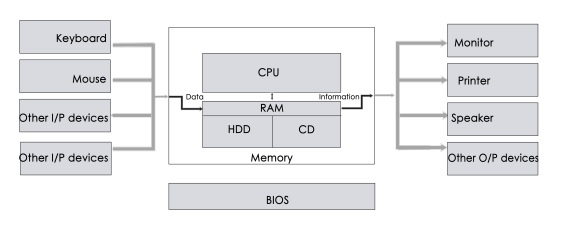 Keyboard
Mouse
Other I/P devices
Other I/P devices
CPU
Data
Information
RAM
HDD
CD
Memory
BIOS
Monitor
Printer
Speaker
Other O/P devices